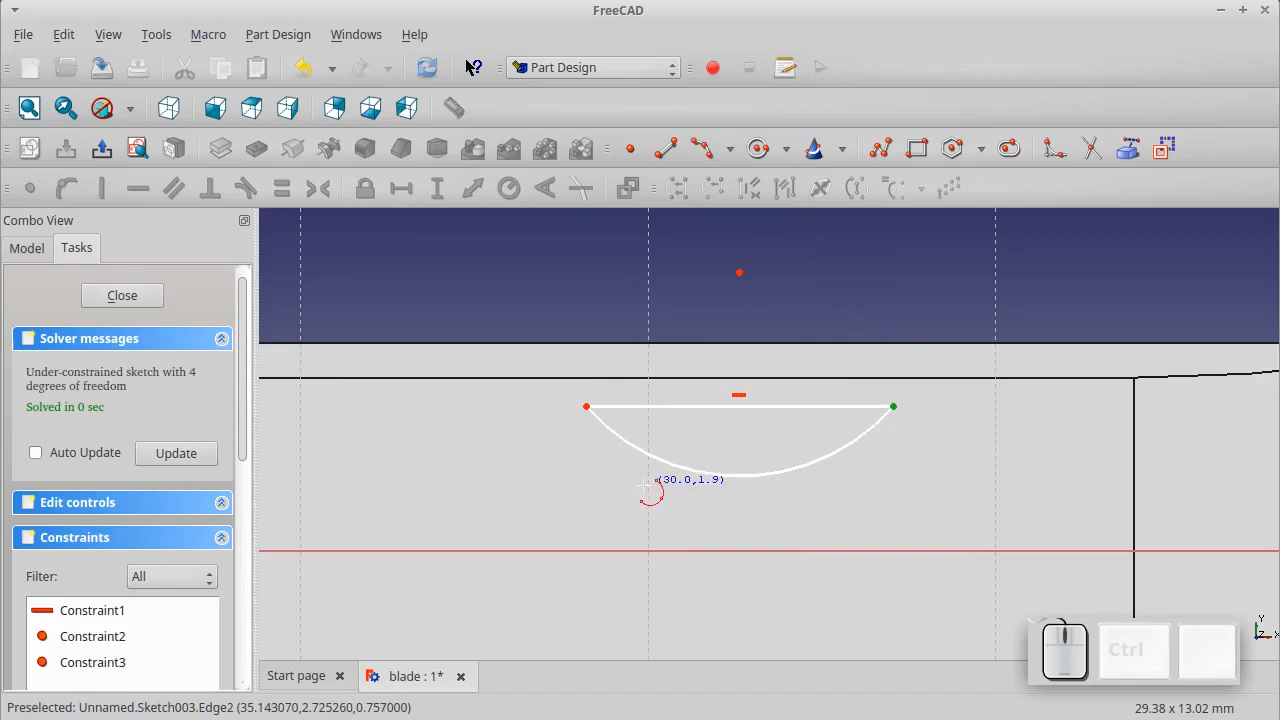 FreeCAD
File Edit View Tools Macro Part Design Windows Help
Part Design
Combo View
Model Tasks
Close
Solver messages
Under-constrained sketch with 4
degrees of freedom
Solved in 0 sec
Auto Update Update
Edit controls
Constraints
Filter: All
Constraint1
Constraint2
Constraint3
(30.0,1.9)
Y
Z X
Ctrl
Start page blade : 1*
Preselected: Unnamed.Sketch003.Edge2 (35.143070,2.725260,0.757000) 29.38 x 13.02 mm